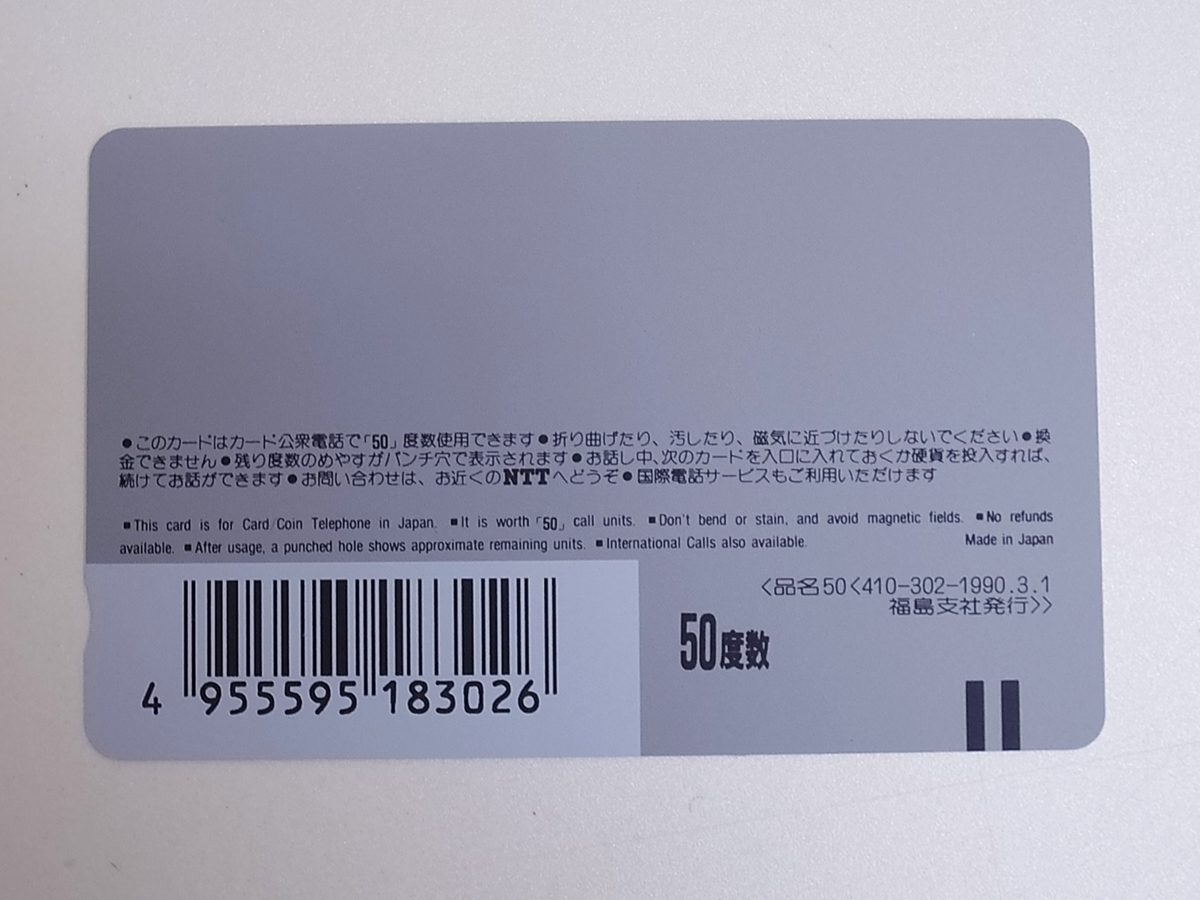 ●このカードはカード公衆電話で「50」度数使用できます●折り曲げたり、汚したり、磁気に近づけたりしないでください●換
金できません●残り度数のめやすがパンチ穴で表示されます●お話し中、次のカードを入口に入れておくか硬貨を投入すれば、
続けてお話ができます●お問い合わせは、お近くのNTTへどうぞ●国際電話サービスもご利用いただけます
■This card is for Card/Coin Telephone in Japan. ■It is worth「50」call units. ■Don't bend or stain, and avoid magnetic fields. ■No refunds
available. ■After usage, a punched hole shows approximate remaining units. ■International Calls also available. Made in Japan
〈品名50〈410-302-1990.3.1
福島支社発行〉〉
50度数
4 955595 183026